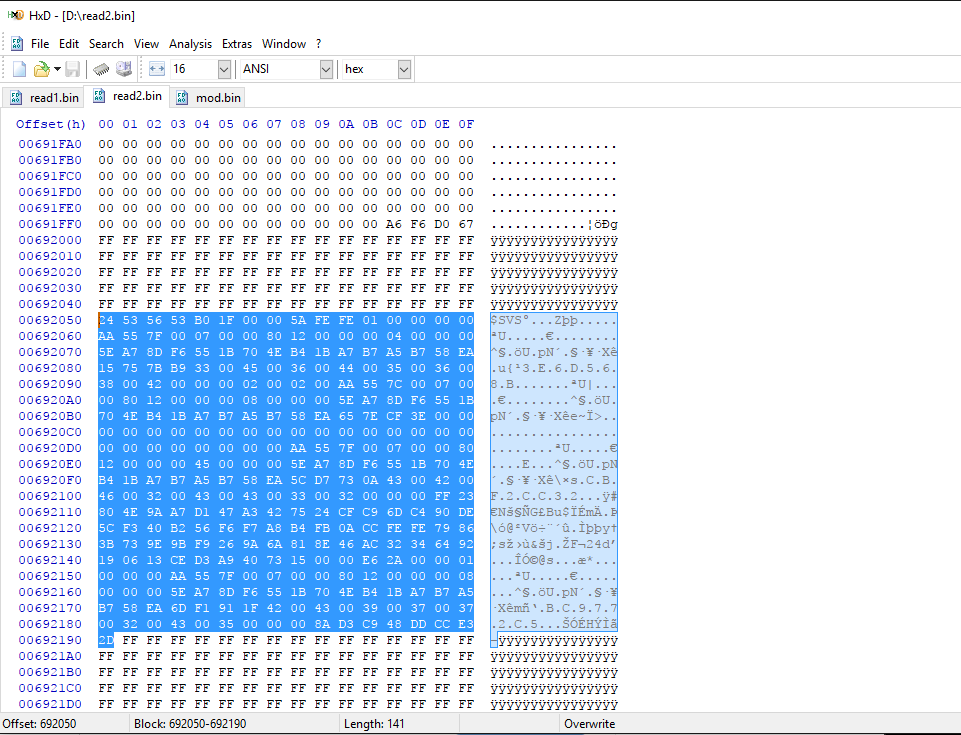 HxD - [D:\read2.bin]
File Edit Search View Analysis Extras Window ?
16 ANSI hex
read1.bin read2.bin mod.bin
Offset(h) 00 01 02 03 04 05 06 07 08 09 0A 0B 0C 0D 0E 0F
00691FA0 00 00 00 00 00 00 00 00 00 00 00 00 00 00 00 00 ................
00691FB0 00 00 00 00 00 00 00 00 00 00 00 00 00 00 00 00 ................
00691FC0 00 00 00 00 00 00 00 00 00 00 00 00 00 00 00 00 ................
00691FD0 00 00 00 00 00 00 00 00 00 00 00 00 00 00 00 00 ................
00691FE0 00 00 00 00 00 00 00 00 00 00 00 00 00 00 00 00 ................
00691FF0 00 00 00 00 00 00 00 00 00 00 00 00 A6 F6 D0 67 ............¦öÐg
00692000 FF FF FF FF FF FF FF FF FF FF FF FF FF FF FF FF ÿÿÿÿÿÿÿÿÿÿÿÿÿÿÿÿ
00692010 FF FF FF FF FF FF FF FF FF FF FF FF FF FF FF FF ÿÿÿÿÿÿÿÿÿÿÿÿÿÿÿÿ
00692020 FF FF FF FF FF FF FF FF FF FF FF FF FF FF FF FF ÿÿÿÿÿÿÿÿÿÿÿÿÿÿÿÿ
00692030 FF FF FF FF FF FF FF FF FF FF FF FF FF FF FF FF ÿÿÿÿÿÿÿÿÿÿÿÿÿÿÿÿ
00692040 FF FF FF FF FF FF FF FF FF FF FF FF FF FF FF FF ÿÿÿÿÿÿÿÿÿÿÿÿÿÿÿÿ
00692050 24 53 56 53 B0 1F 00 00 5A FE FE 01 00 00 00 00 $SVS°...Zþþ.....
00692060 AA 55 7F 00 07 00 00 80 12 00 00 00 04 00 00 00 ªU.....€........
00692070 5E A7 8D F6 55 1B 70 4E B4 1B A7 B7 A5 B7 58 EA ^§.öU.pN´.§·¥·Xê
00692080 15 75 7B B9 33 00 45 00 36 00 44 00 35 00 36 00 .u{¹3.E.6.D.5.6.
00692090 38 00 42 00 00 00 02 00 02 00 AA 55 7C 00 07 00 8.B.......ªU|...
006920A0 00 80 12 00 00 00 08 00 00 00 5E A7 8D F6 55 1B .€........^§.öU.
006920B0 70 4E B4 1B A7 B7 A5 B7 58 EA 65 7E CF 3E 00 00 pN´.§·¥·Xêe~Ï>..
006920C0 00 00 00 00 00 00 00 00 00 00 00 00 00 00 00 00 ................
006920D0 00 00 00 00 00 00 00 00 AA 55 7F 00 07 00 00 80 ........ªU.....€
006920E0 12 00 00 00 45 00 00 00 5E A7 8D F6 55 1B 70 4E ....E...^§.öU.pN
006920F0 B4 1B A7 B7 A5 B7 58 EA 5C D7 73 0A 43 00 42 00 ´.§·¥·Xê\×s.C.B.
00692100 46 00 32 00 43 00 43 00 33 00 32 00 00 00 FF 23 F.2.C.C.3.2...ÿ#
00692110 80 4E 9A A7 D1 47 A3 42 75 24 CF C9 6D C4 90 DE €Nš§ÑG£Bu$ÏÉmÄ.Þ
00692120 5C F3 40 B2 56 F6 F7 A8 B4 FB 0A CC FE FE 79 86 \ó@²Vö÷¨´û.Ìþþy†
00692130 3B 73 9E 9B F9 26 9A 6A 81 8E 46 AC 32 34 64 92 ;sž›ù&šj.ŽF¬24d’
00692140 19 06 13 CE D3 A9 40 73 15 00 00 E6 2A 00 00 01 ...ÎÓ©@s...æ*...
00692150 00 00 00 AA 55 7F 00 07 00 00 80 12 00 00 00 08 ...ªU.....€.....
00692160 00 00 00 5E A7 8D F6 55 1B 70 4E B4 1B A7 B7 A5 ...^§.öU.pN´.§·¥
00692170 B7 58 EA 6D F1 91 1F 42 00 43 00 39 00 37 00 37 ·Xêmñ‘.B.C.9.7.7
00692180 00 32 00 43 00 35 00 00 00 8A D3 C9 48 DD CC E3 .2.C.5...ŠÓÉHÝÌã
00692190 2D FF FF FF FF FF FF FF FF FF FF FF FF FF FF FF -ÿÿÿÿÿÿÿÿÿÿÿÿÿÿÿ
006921A0 FF FF FF FF FF FF FF FF FF FF FF FF FF FF FF FF ÿÿÿÿÿÿÿÿÿÿÿÿÿÿÿÿ
006921B0 FF FF FF FF FF FF FF FF FF FF FF FF FF FF FF FF ÿÿÿÿÿÿÿÿÿÿÿÿÿÿÿÿ
006921C0 FF FF FF FF FF FF FF FF FF FF FF FF FF FF FF FF ÿÿÿÿÿÿÿÿÿÿÿÿÿÿÿÿ
006921D0 FF FF FF FF FF FF FF FF FF FF FF FF FF FF FF FF ÿÿÿÿÿÿÿÿÿÿÿÿÿÿÿÿ
Offset: 692050 Block: 692050-692190 Length: 141 Overwrite